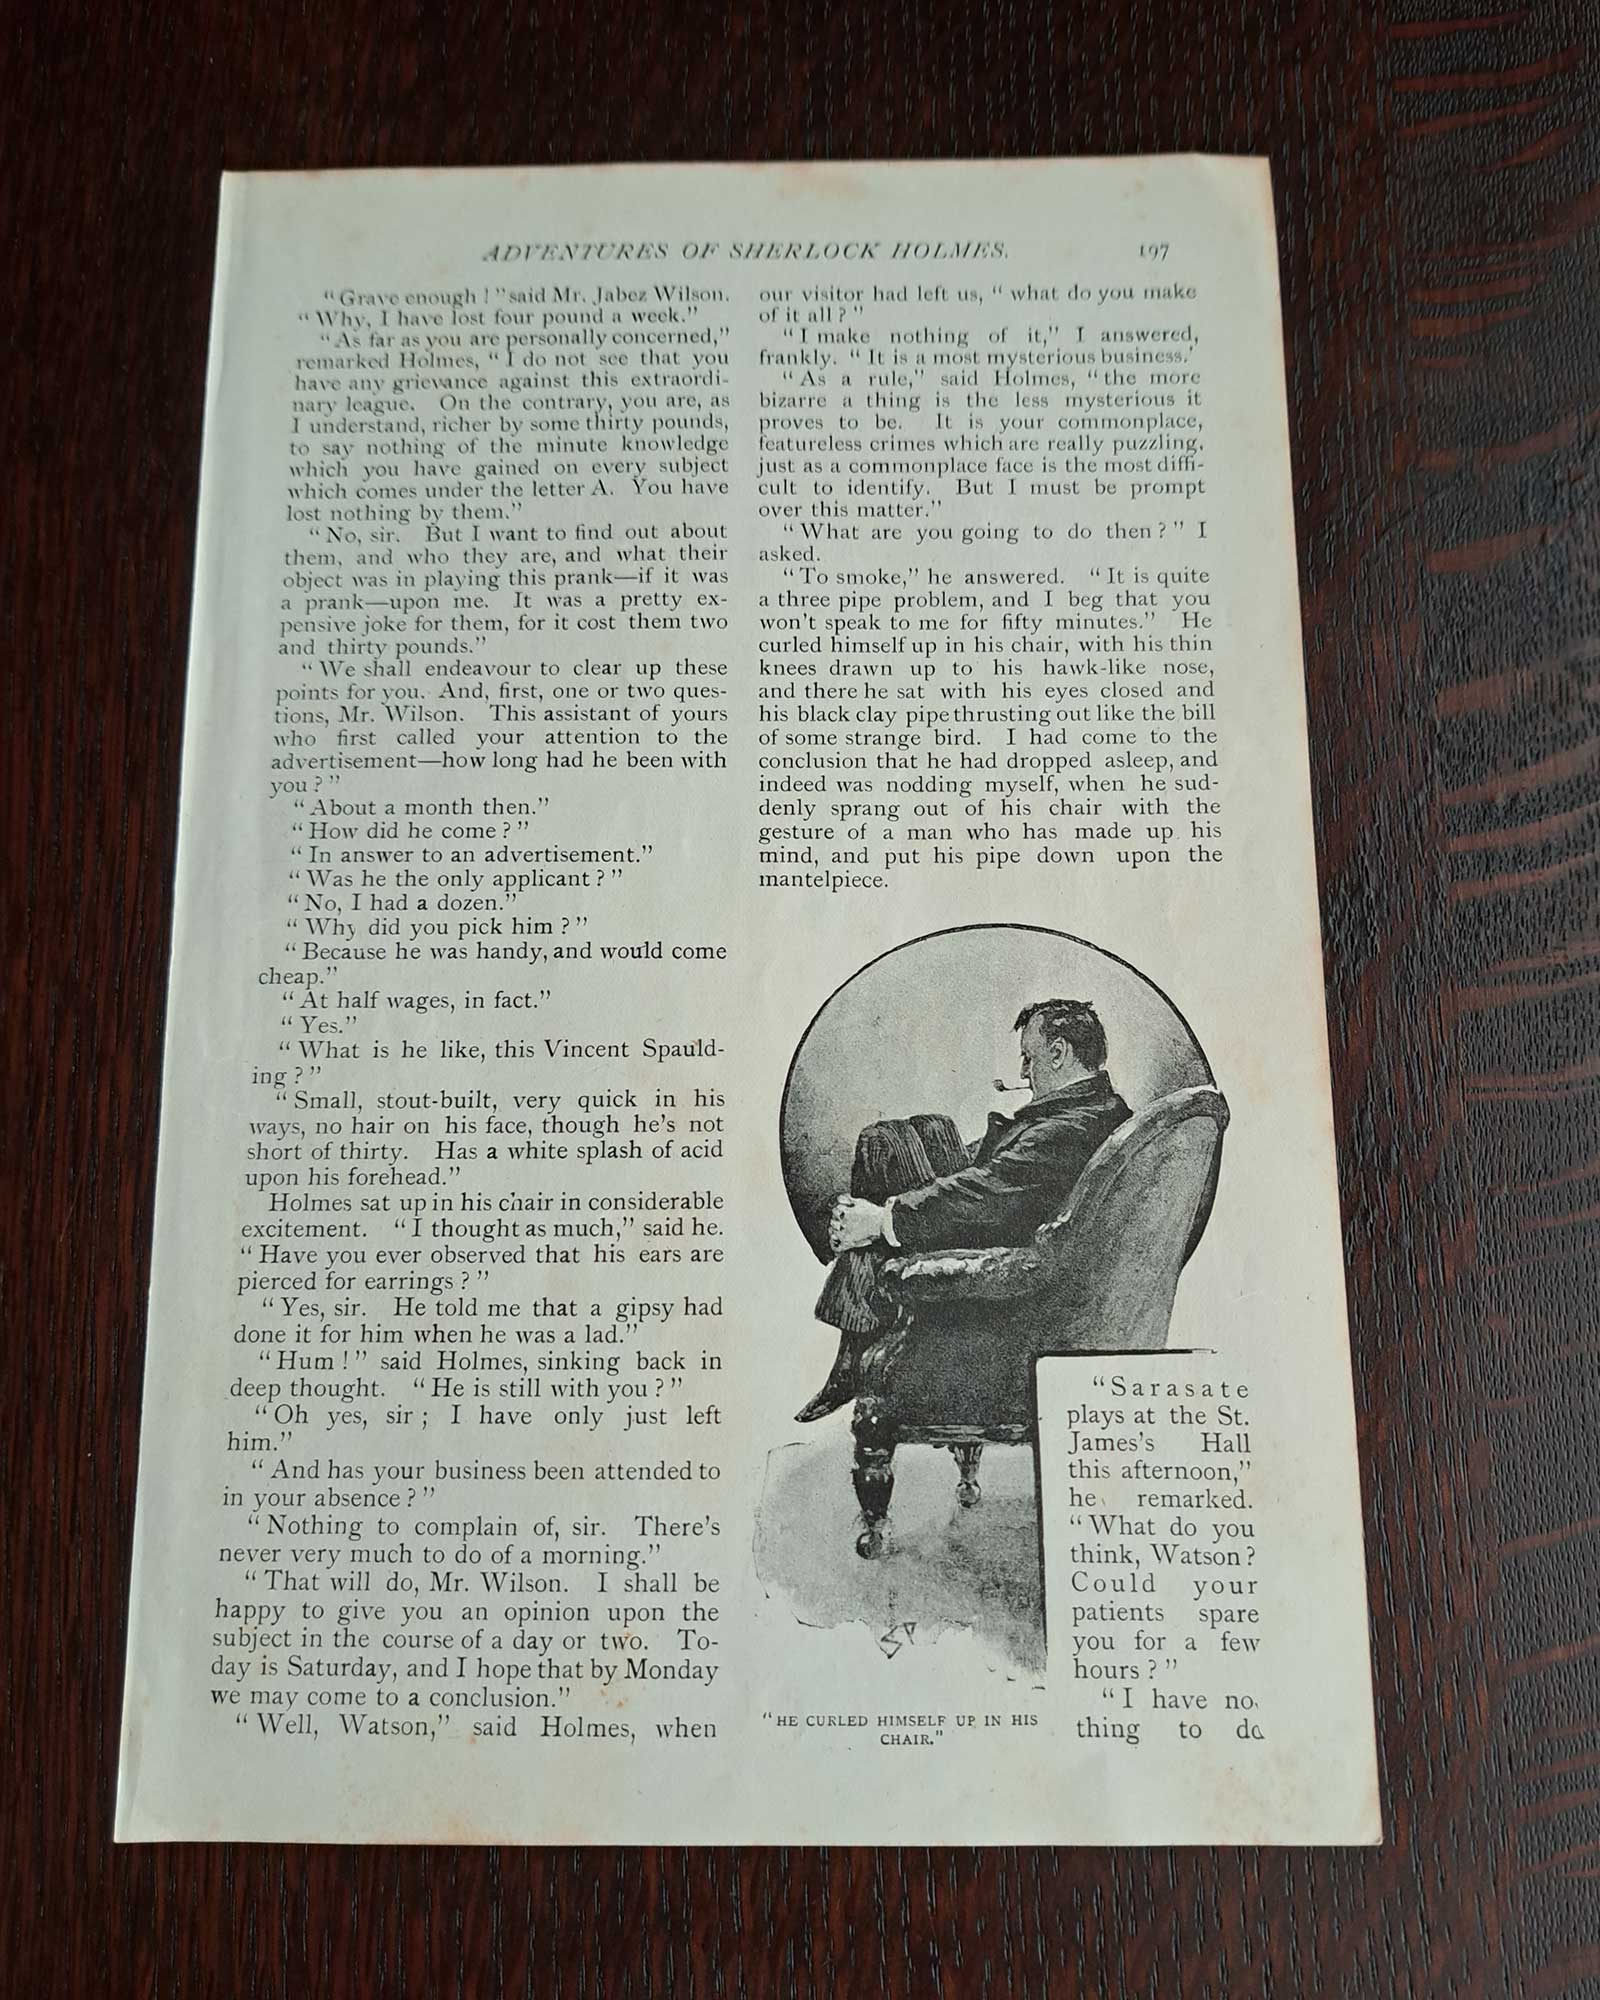 ADVENTURES OF SHERLOCK HOLMES.
197
“Grave enough!” said Mr. Jabez Wilson.
“Why, I have lost four pound a week.”
“As far as you are personally concerned,”
remarked Holmes, “I do not see that you
have any grievance against this extraordi-
nary league. On the contrary, you are, as
I understand, richer by some thirty pounds,
to say nothing of the minute knowledge
which you have gained on every subject
which comes under the letter A. You have
lost nothing by them.”
“No, sir. But I want to find out about
them, and who they are, and what their
object was in playing this prank—if it was
a prank—upon me. It was a pretty ex-
pensive joke for them, for it cost them two
and thirty pounds.”
“We shall endeavour to clear up these
points for you. And, first, one or two ques-
tions, Mr. Wilson. This assistant of yours
who first called your attention to the
advertisement—how long had he been with
you?”
“About a month then.”
“How did he come?”
“In answer to an advertisement.”
“Was he the only applicant?”
“No, I had a dozen.”
“Why did you pick him?”
“Because he was handy, and would come
cheap.”
“At half wages, in fact.”
“Yes.”
“What is he like, this Vincent Spauld-
ing?”
“Small, stout-built, very quick in his
ways, no hair on his face, though he’s not
short of thirty. Has a white splash of acid
upon his forehead.”
Holmes sat up in his chair in considerable
excitement. “I thought as much,” said he.
“Have you ever observed that his ears are
pierced for earrings?”
“Yes, sir. He told me that a gipsy had
done it for him when he was a lad.”
“Hum!” said Holmes, sinking back in
deep thought. “He is still with you?”
“Oh yes, sir; I have only just left
him.”
“And has your business been attended to
in your absence?”
“Nothing to complain of, sir. There’s
never very much to do of a morning.”
“That will do, Mr. Wilson. I shall be
happy to give you an opinion upon the
subject in the course of a day or two. To-
day is Saturday, and I hope that by Monday
we may come to a conclusion.”
“Well, Watson,” said Holmes, when
our visitor had left us, “what do you make
of it all?”
“I make nothing of it,” I answered,
frankly. “It is a most mysterious business.’
“As a rule,” said Holmes, “the more
bizarre a thing is the less mysterious it
proves to be. It is your commonplace,
featureless crimes which are really puzzling,
just as a commonplace face is the most diffi-
cult to identify. But I must be prompt
over this matter.”
“What are you going to do then?” I
asked.
“To smoke,” he answered. “It is quite
a three pipe problem, and I beg that you
won’t speak to me for fifty minutes.” He
curled himself up in his chair, with his thin
knees drawn up to his hawk-like nose,
and there he sat with his eyes closed and
his black clay pipe thrusting out like the bill
of some strange bird. I had come to the
conclusion that he had dropped asleep, and
indeed was nodding myself, when he sud-
denly sprang out of his chair with the
gesture of a man who has made up his
mind, and put his pipe down upon the
mantelpiece.
SP
“HE CURLED HIMSELF UP IN HIS
CHAIR.”
“Sarasate
plays at the St.
James’s Hall
this afternoon,”
he remarked.
“What do you
think, Watson?
Could your
patients spare
you for a few
hours?”
“I have no
thing to do